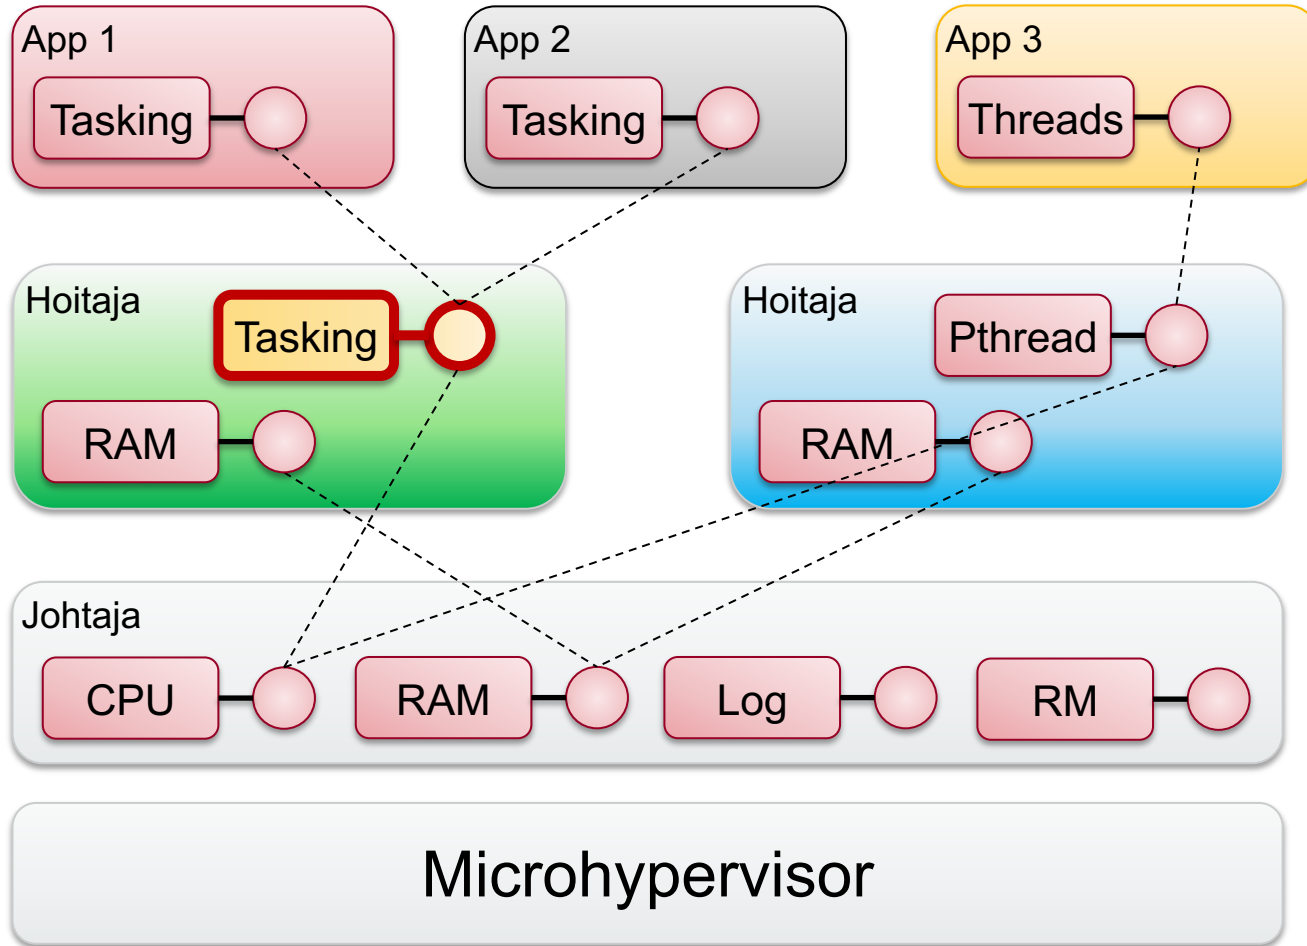 App 1
Tasking
App 2
Tasking
App 3
Threads
Hoitaja
Tasking
RAM
Hoitaja
Pthread
RAM
Johtaja
CPU
RAM
Log
RM
Microhypervisor